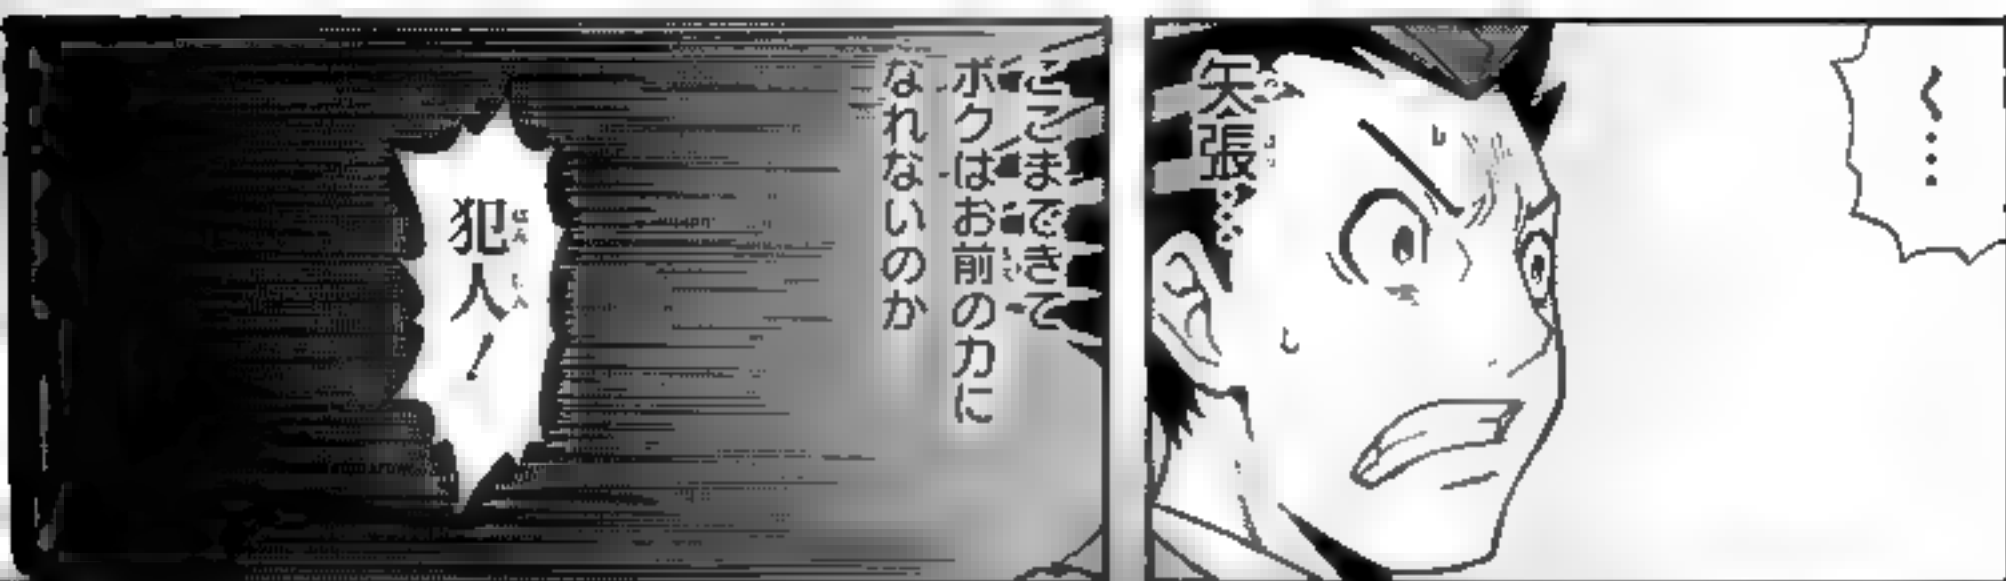 く…
矢張…
ここまできて
ボクはお前の力に
なれないのか
犯人！